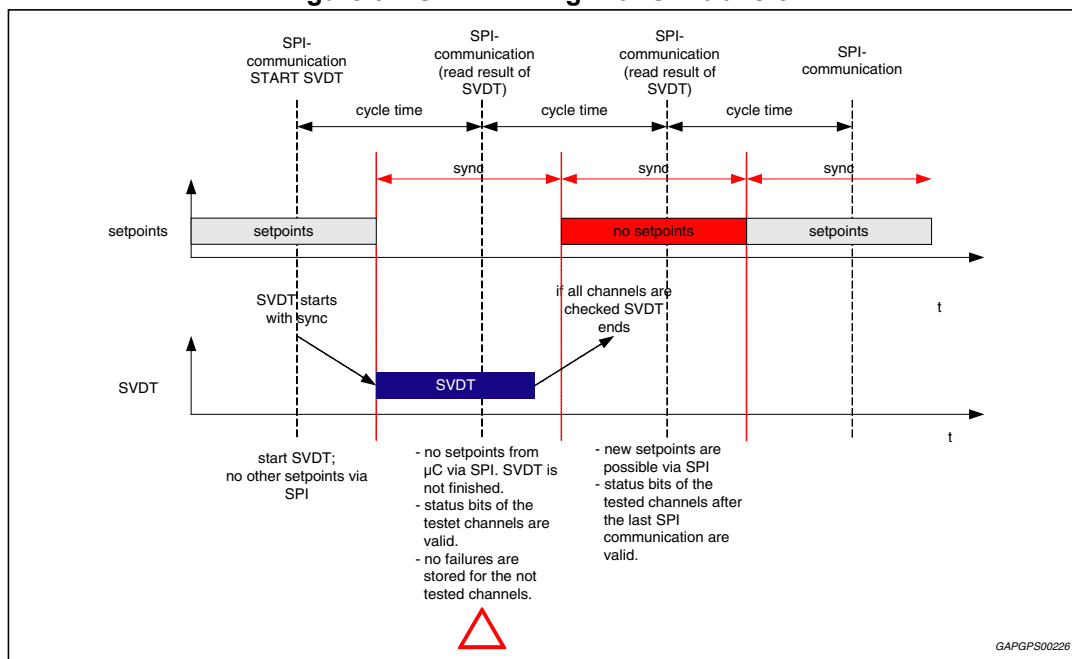 SPI-
communication
START SVDT
SPI-
communication
(read result of
SVDT)
SPI-
communication
(read result of
SVDT)
SPI-
communication
cycle time
cycle time
cycle time
sync
sync
sync
setpoints
setpoints
no setpoints
setpoints
t
SVDT starts
with sync
if all channels are
checked SVDT
ends
SVDT
SVDT
t
start SVDT;
no other setpoints via
SPI
- no setpoints from
µC via SPI. SVDT is
not finished.
- status bits of the
testet channels are
valid.
- no failures are
stored for the not
tested channels.
- new setpoints are
possible via SPI
- status bits of the
tested channels after
the last SPI
communication are
valid.
GAPGPS00226